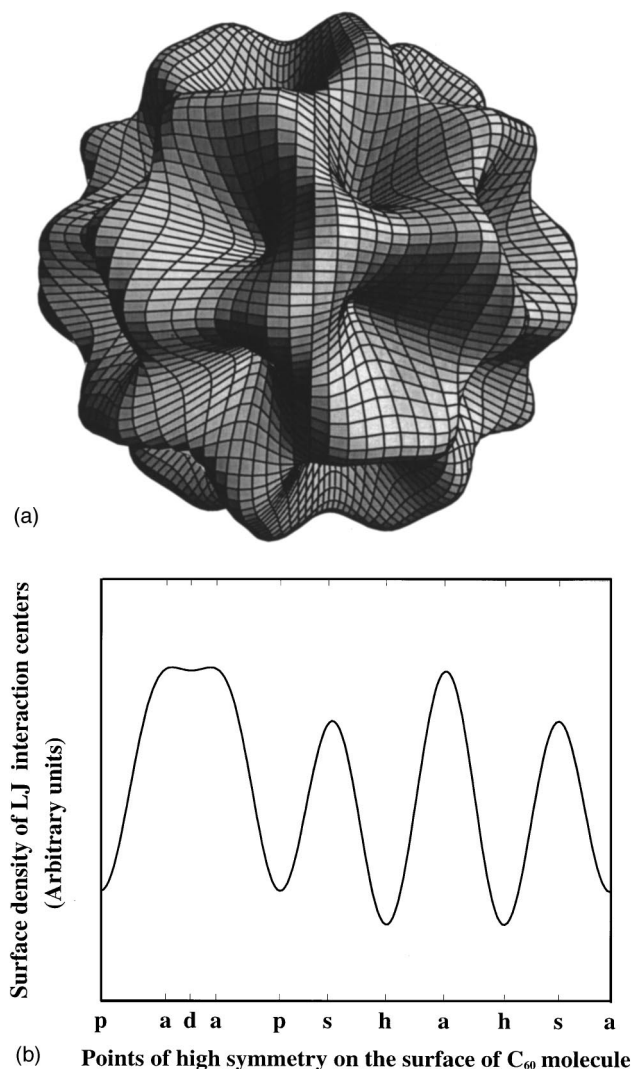 (a)
Surface density of LJ interaction centers
(Arbitrary units)
p a d a p s h a h s a
(b) Points of high symmetry on the surface of C₆₀ molecule